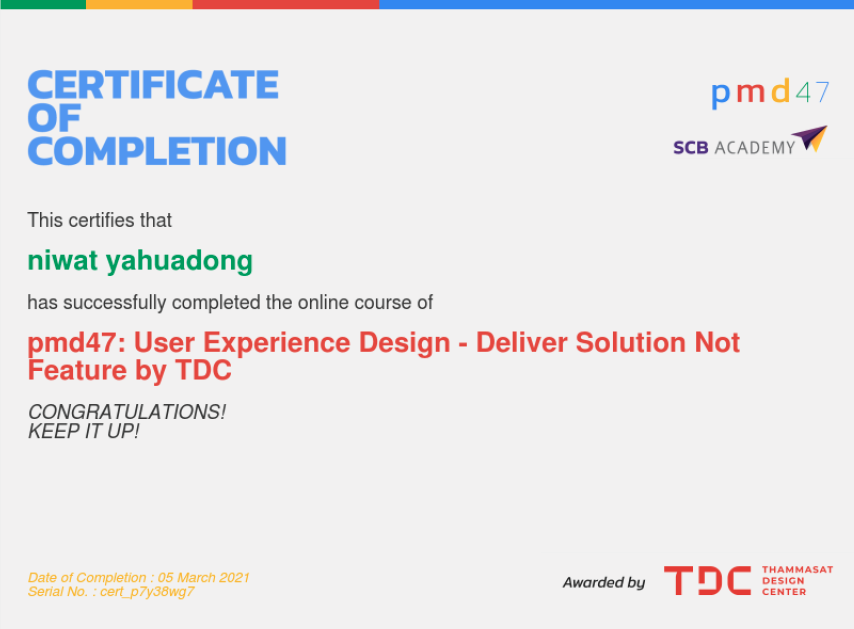 CERTIFICATE
OF
COMPLETION
pmd47
SCB ACADEMY
This certifies that
niwat yahuadong
has successfully completed the online course of
pmd47: User Experience Design - Deliver Solution Not
Feature by TDC
CONGRATULATIONS!
KEEP IT UP!
Date of Completion : 05 March 2021
Serial No. : cert_p7y38wg7
Awarded by
TDC
THAMMASAT
DESIGN
CENTER